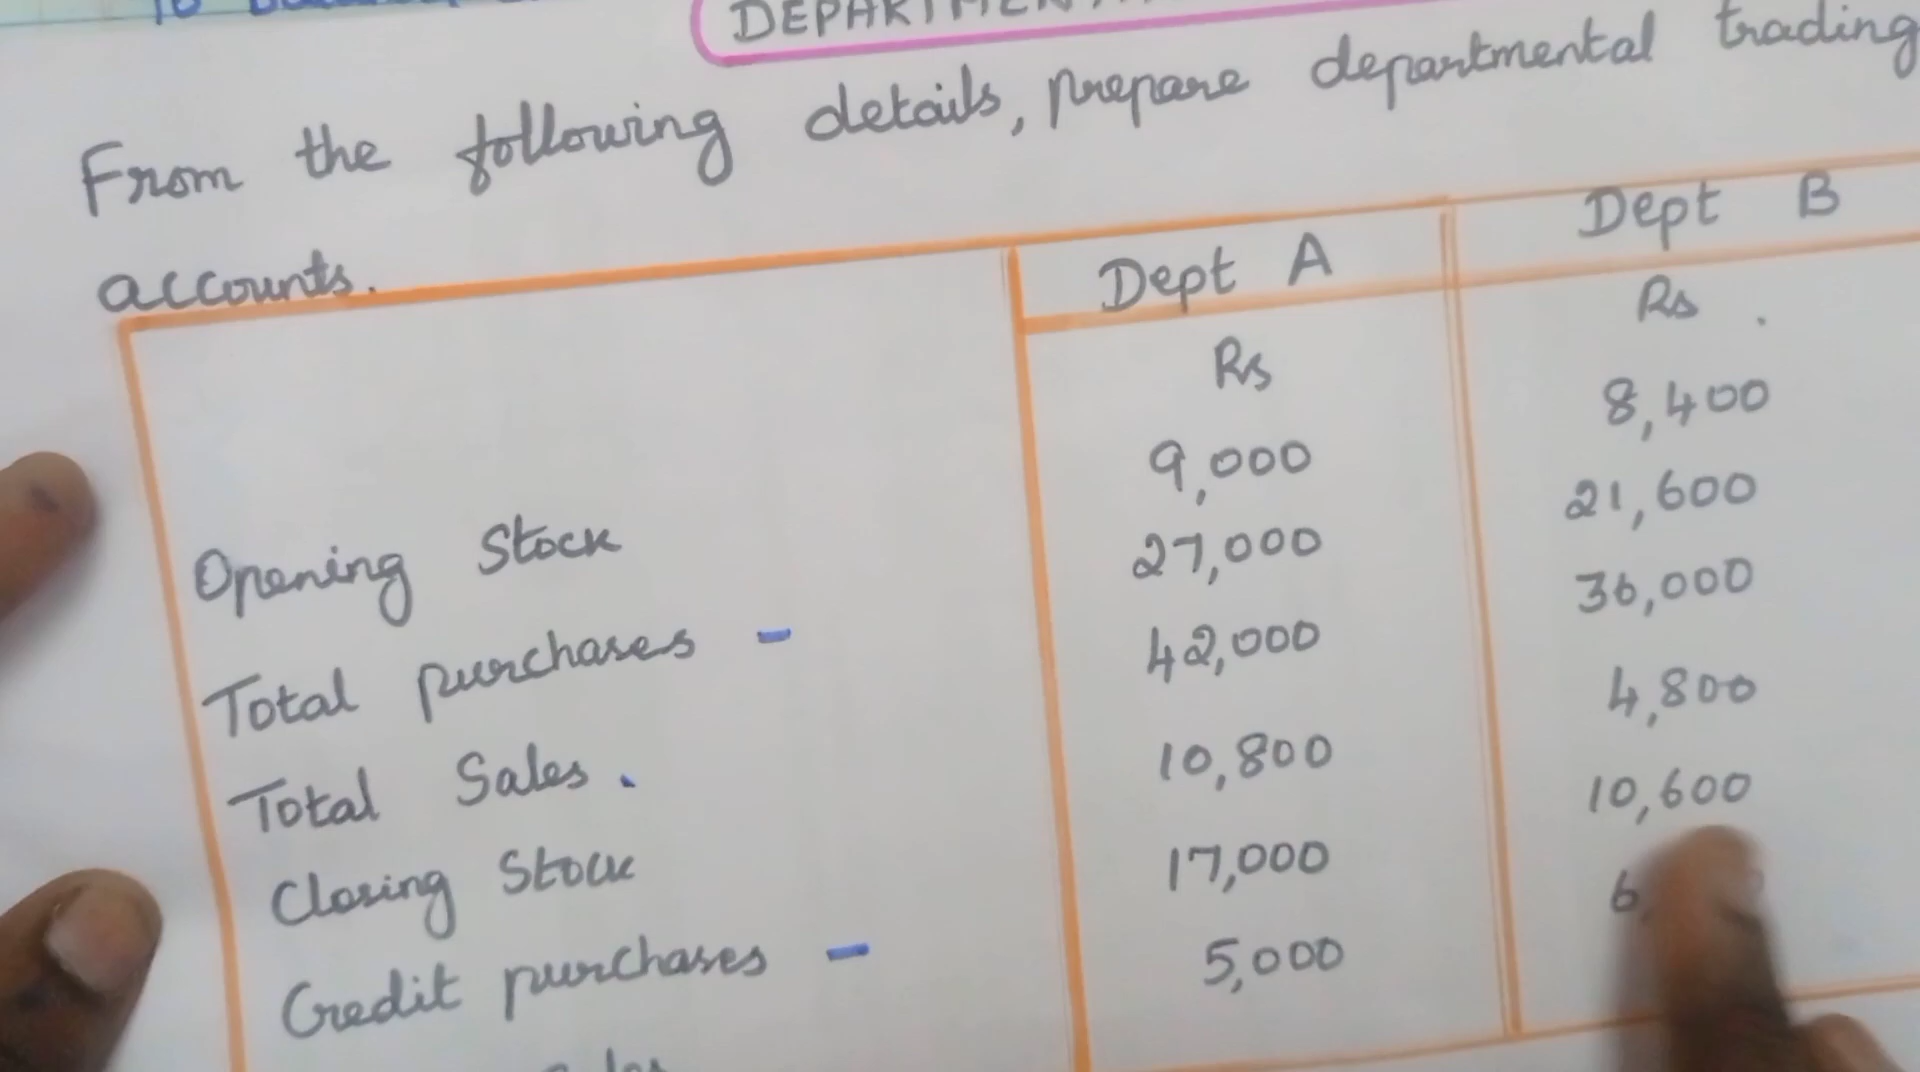 To
From the following details, prepare departmental trading
accounts.
Dept A Dept B
Rs Rs.
Opening Stock 9,000 8,400
Total purchases - 27,000 21,600
Total Sales. 42,000 36,000
Closing Stock 10,800 4,800
Credit purchases - 17,000 10,600
5,000 6,